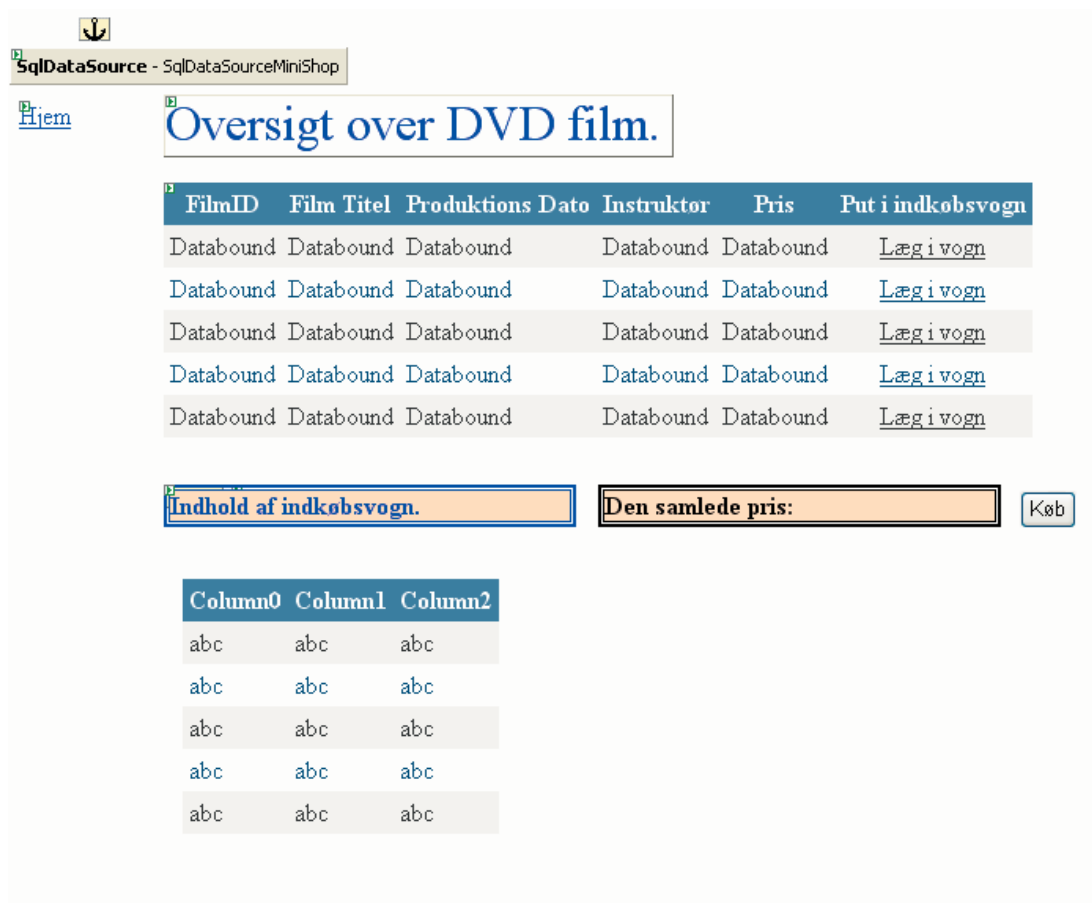 SqlDataSource - SqlDataSourceMiniShop
Hjem
Oversigt over DVD film.
FilmID Film Titel Produktions Dato Instruktør Pris Put i indkøbsvogn
Databound Databound Databound Databound Databound Læg i vogn
Databound Databound Databound Databound Databound Læg i vogn
Databound Databound Databound Databound Databound Læg i vogn
Databound Databound Databound Databound Databound Læg i vogn
Databound Databound Databound Databound Databound Læg i vogn
Indhold af indkøbsvogn. Den samlede pris: Køb
Column0 Column1 Column2
abc abc abc
abc abc abc
abc abc abc
abc abc abc
abc abc abc